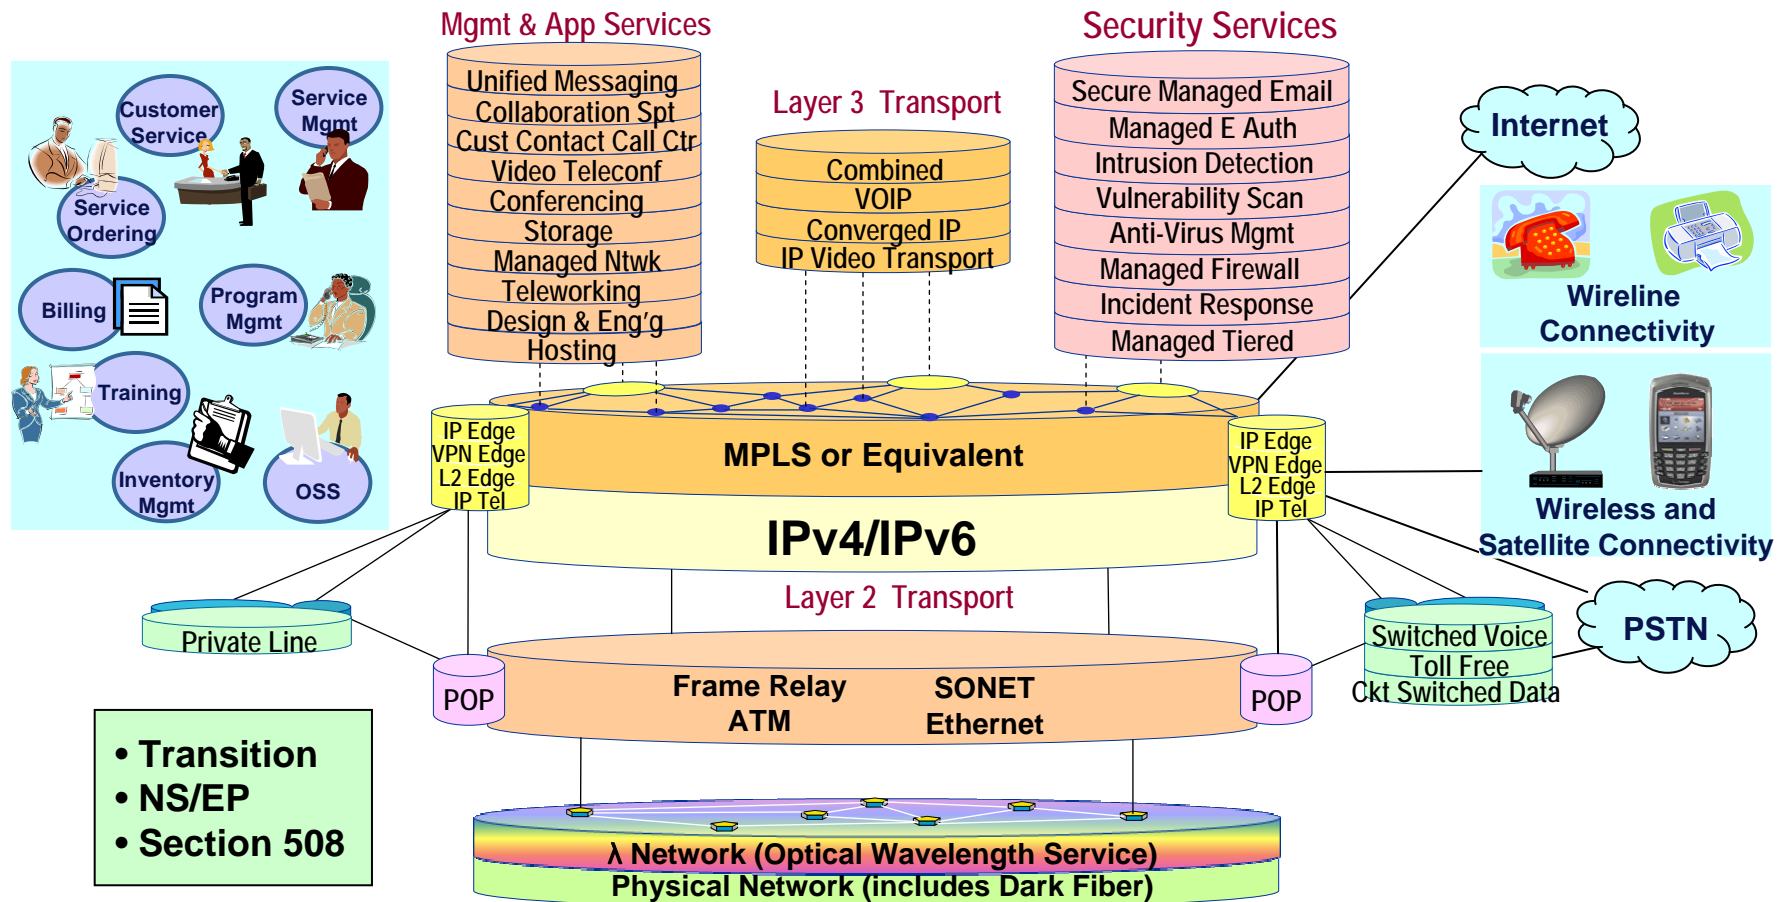 Mgmt & App Services
Unified Messaging
Collaboration Spt
Cust Contact Call Ctr
Video Teleconf
Conferencing
Storage
Managed Ntwk
Teleworking
Design & Eng'g
Hosting
Layer 3 Transport
Combined
VOIP
Converged IP
IP Video Transport
Security Services
Secure Managed Email
Managed E Auth
Intrusion Detection
Vulnerability Scan
Anti-Virus Mgmt
Managed Firewall
Incident Response
Managed Tiered
Customer
Service
Service
Mgmt
Service
Ordering
Billing
Program
Mgmt
Training
Inventory
Mgmt
OSS
Internet
Wireline
Connectivity
Wireless and
Satellite Connectivity
IP Edge
VPN Edge
L2 Edge
IP Tel
MPLS or Equivalent
IPv4/IPv6
IP Edge
VPN Edge
L2 Edge
IP Tel
Layer 2 Transport
Private Line
POP
Frame Relay
ATM
SONET
Ethernet
POP
Switched Voice
Toll Free
Ckt Switched Data
PSTN
• Transition
• NS/EP
• Section 508
λ Network (Optical Wavelength Service)
Physical Network (includes Dark Fiber)